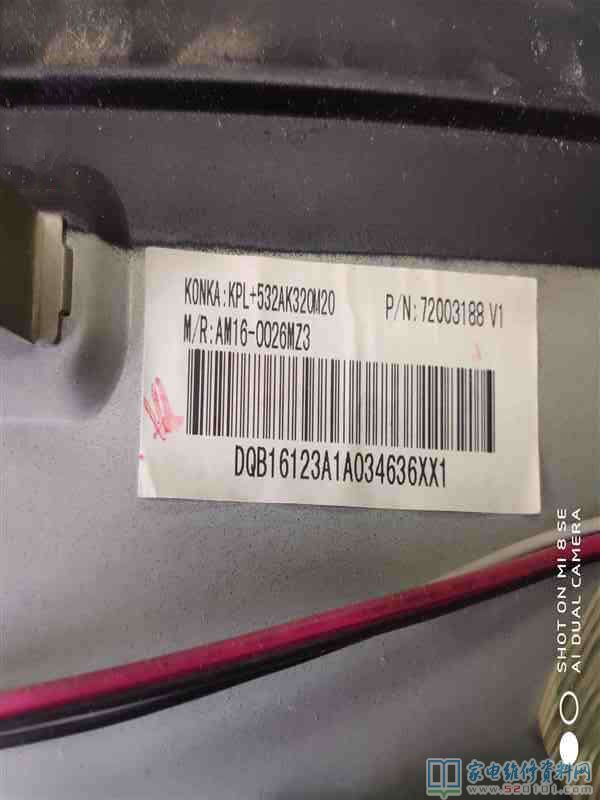 KONKA:KPL+532AK320M20 P/N:72003188 V1
M/R:AM16-0026MZ3
DQB16123A1A034636XX1
SHOT ON MI 8 SE
AI DUAL CAMERA
家电维修资料网
www.520101.com